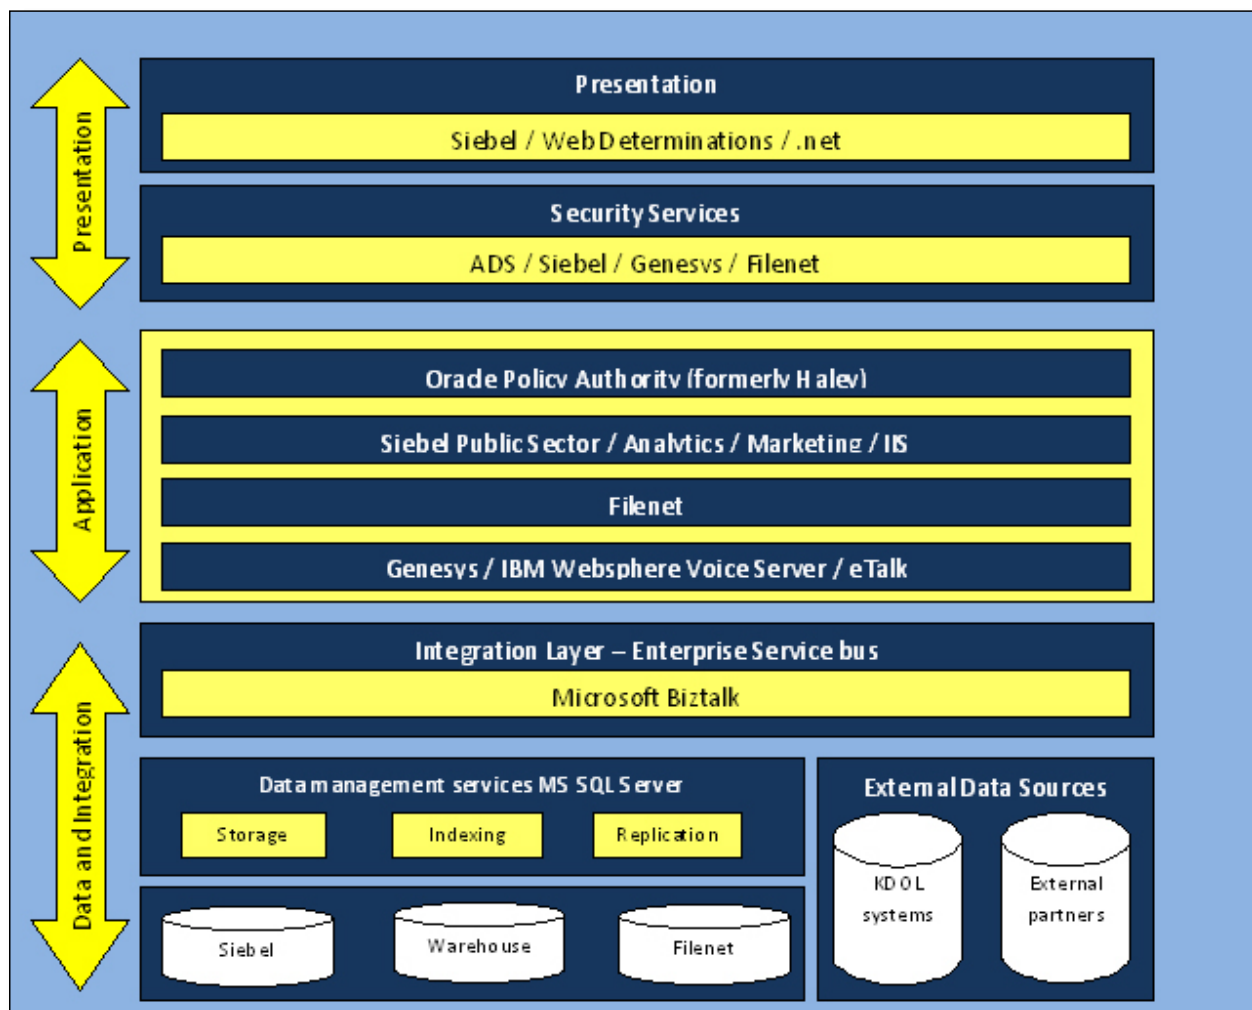 Presentation
Presentation
Siebel / Web Determinations / .net
Security Services
ADS / Siebel / Genesys / Filenet
Application
Oracle Policy Authority (formerly Haley)
Siebel Public Sector / Analytics / Marketing / IIS
Filenet
Genesys / IBM Websphere Voice Server / eTalk
Data and Integration
Integration Layer – Enterprise Service bus
Microsoft Biztalk
Data management services MS SQL Server
Storage
Indexing
Replication
Siebel
Warehouse
Filenet
External Data Sources
KDOL
systems
External
partners